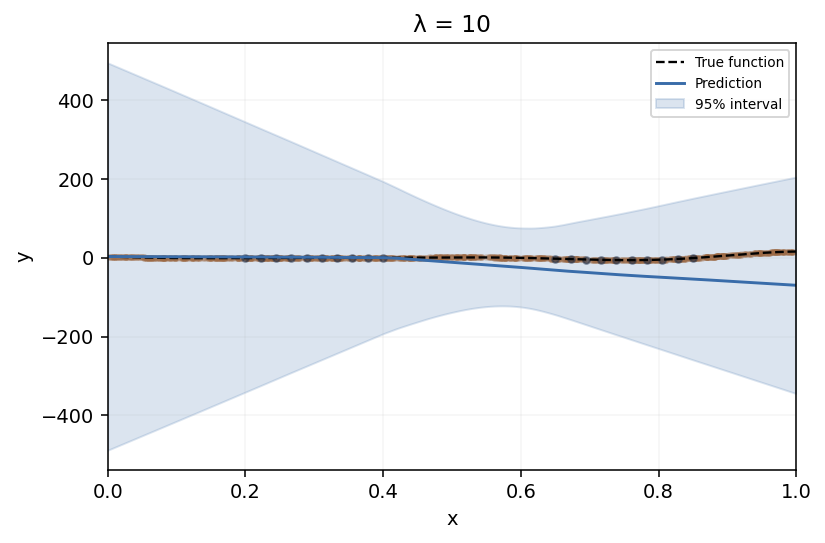 λ = 10
True function
Prediction
95% interval
400
200
0
−200
−400
y
0.0 0.2 0.4 0.6 0.8 1.0
x